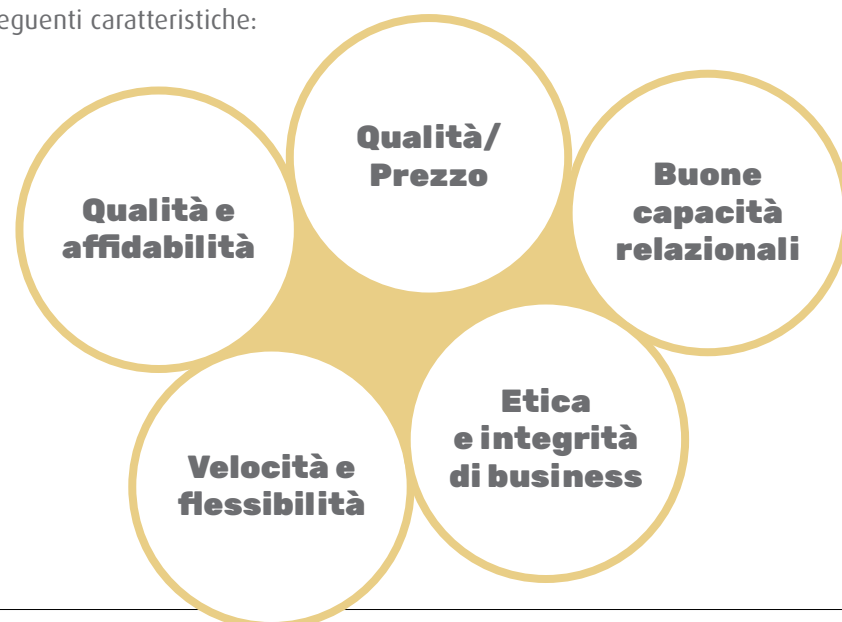 eguenti caratteristiche:
Qualità/
Prezzo
Buone
capacità
relazionali
Qualità e
affidabilità
Etica
e integrità
di business
Velocità e
flessibilità